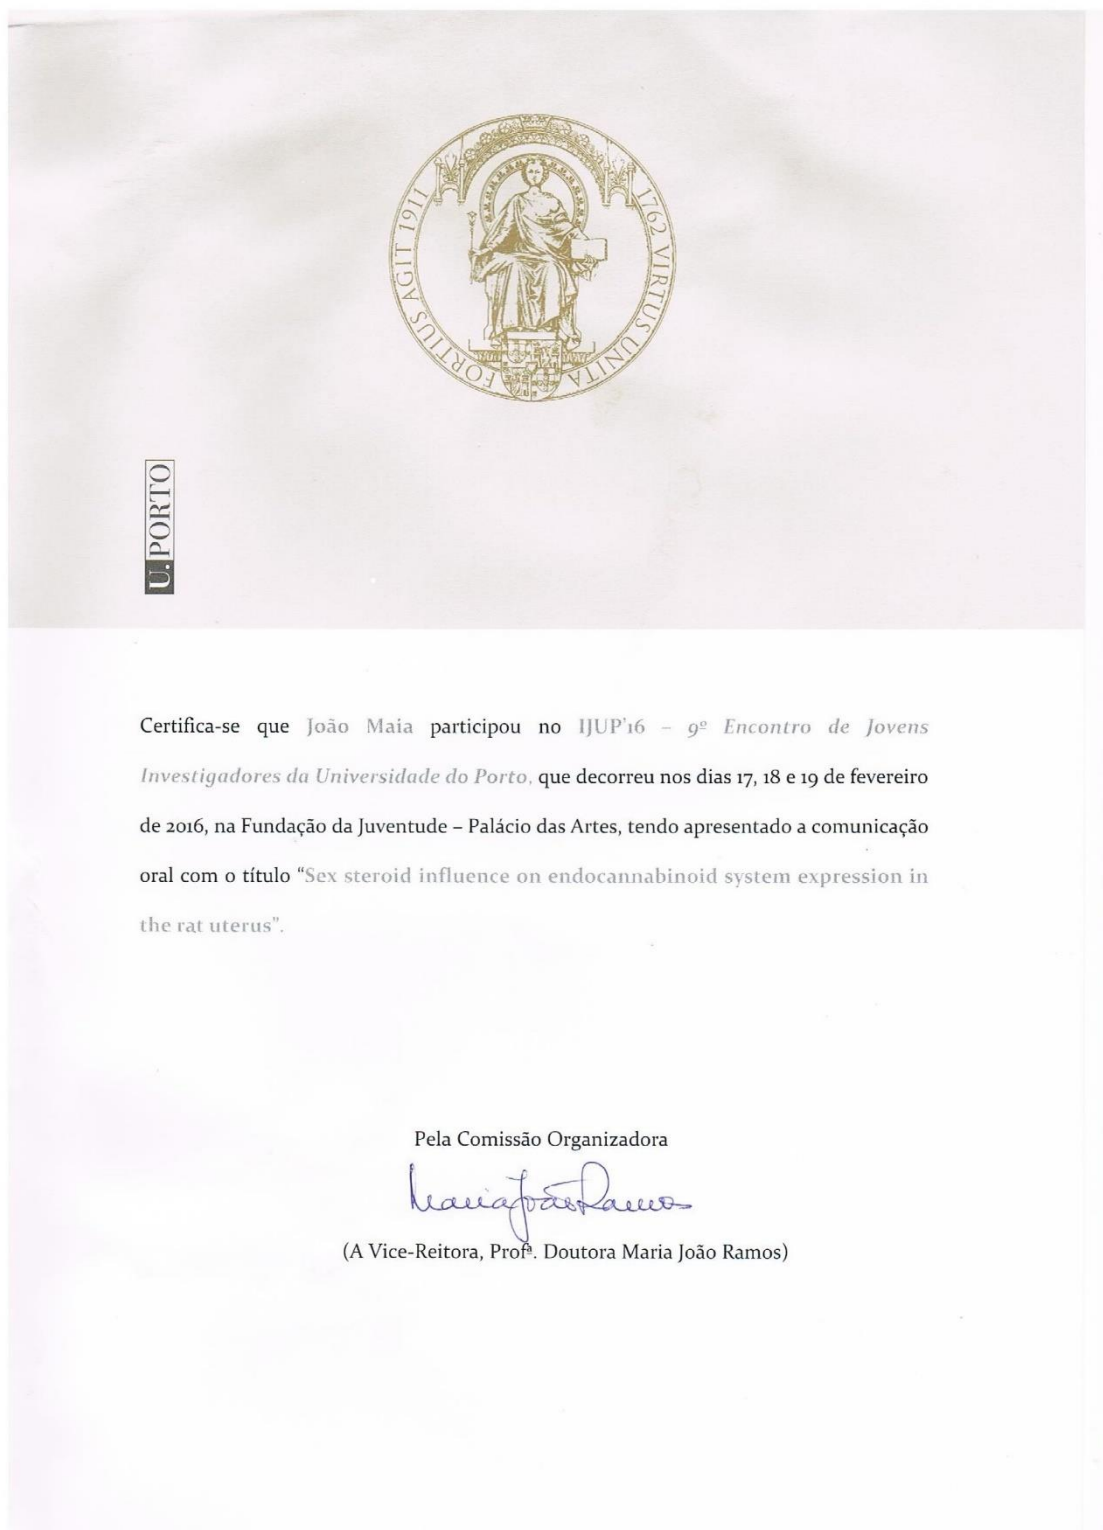 FORTIUS AGIT 1911
1762 VIRTUS UNITA
U.PORTO
Certifica-se que João Maia participou no IJUP'16 – 9º Encontro de Jovens
Investigadores da Universidade do Porto, que decorreu nos dias 17, 18 e 19 de fevereiro
de 2016, na Fundação da Juventude – Palácio das Artes, tendo apresentado a comunicação
oral com o título “Sex steroid influence on endocannabinoid system expression in
the rat uterus”.
Pela Comissão Organizadora
Maria João Ramos
(A Vice-Reitora, Profª. Doutora Maria João Ramos)